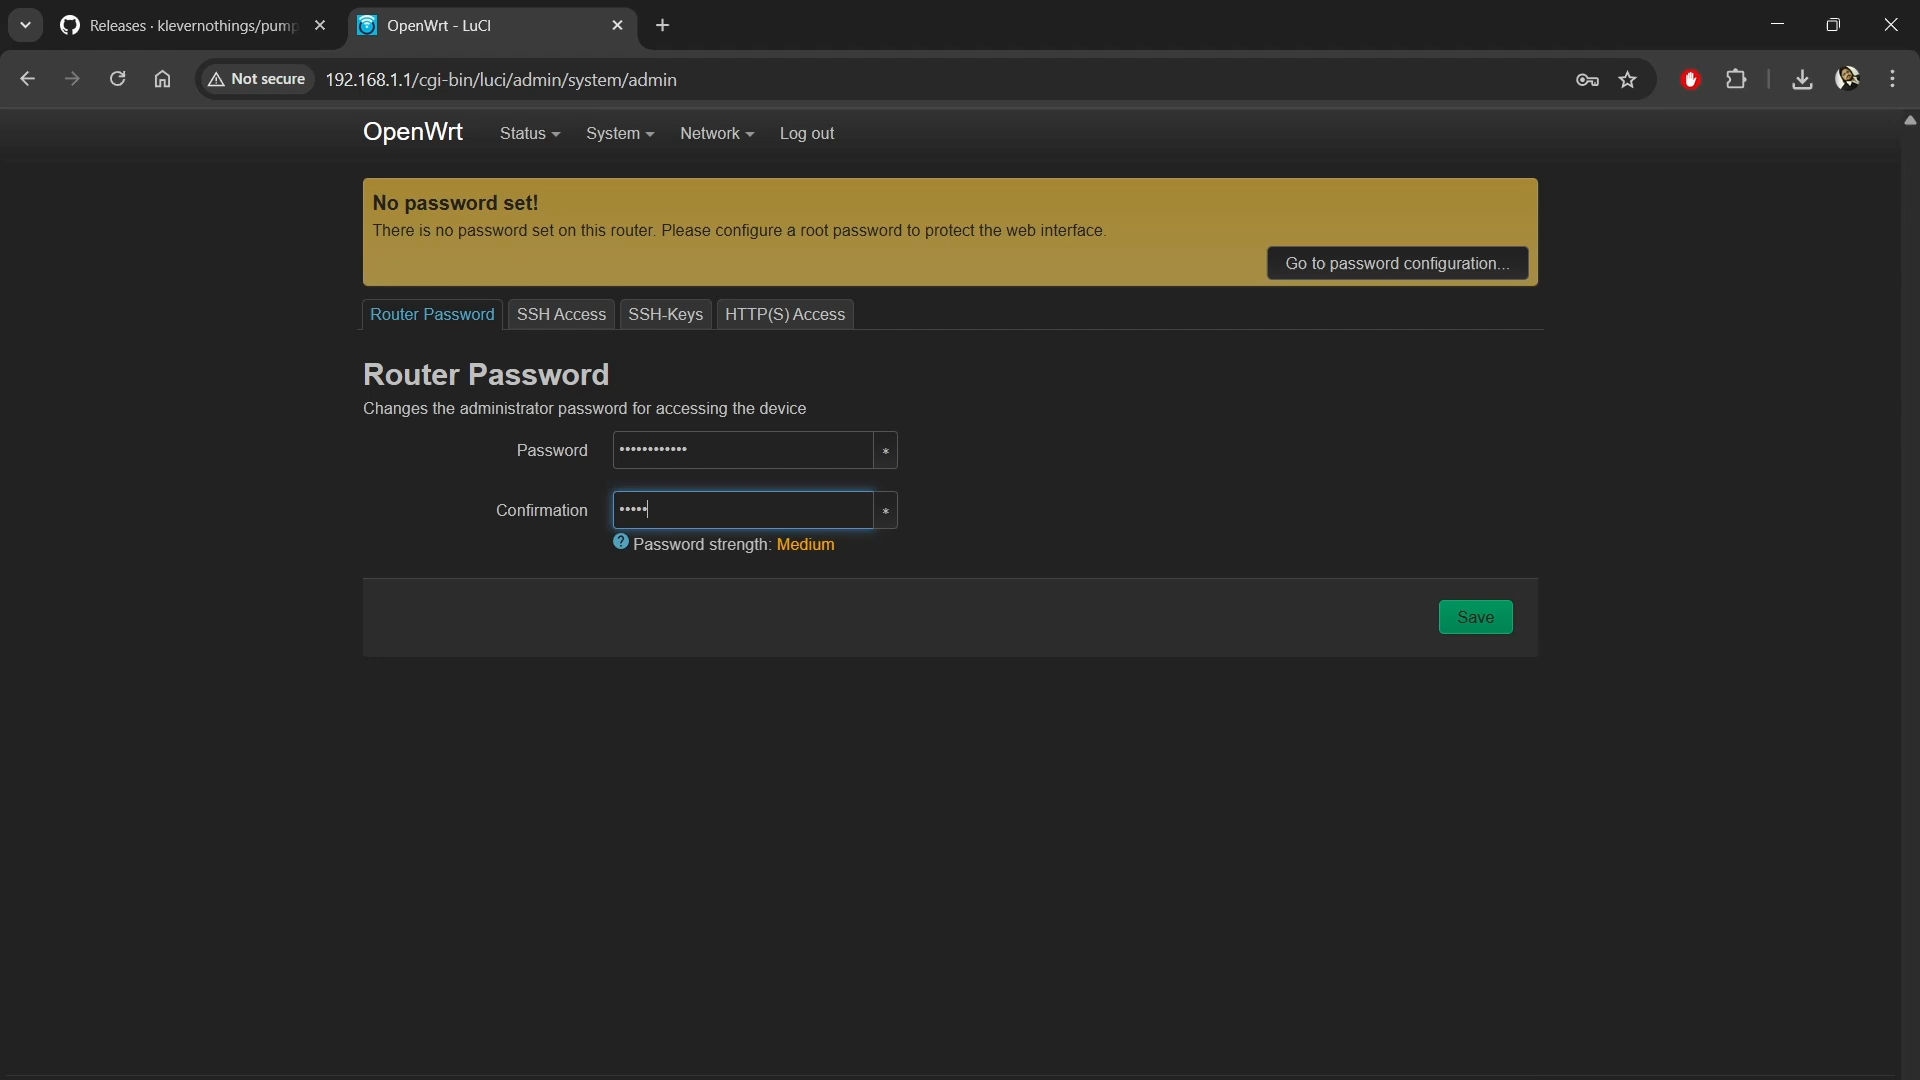 Releases · klevernothings/pump
OpenWrt - LuCI
Not secure
192.168.1.1/cgi-bin/luci/admin/system/admin
OpenWrt
Status
System
Network
Log out
No password set!
There is no password set on this router. Please configure a root password to protect the web interface.
Go to password configuration...
Router Password
SSH Access
SSH-Keys
HTTP(S) Access
Router Password
Changes the administrator password for accessing the device
Password
••••••••••••
*
Confirmation
•••••
*
Password strength: Medium
Save